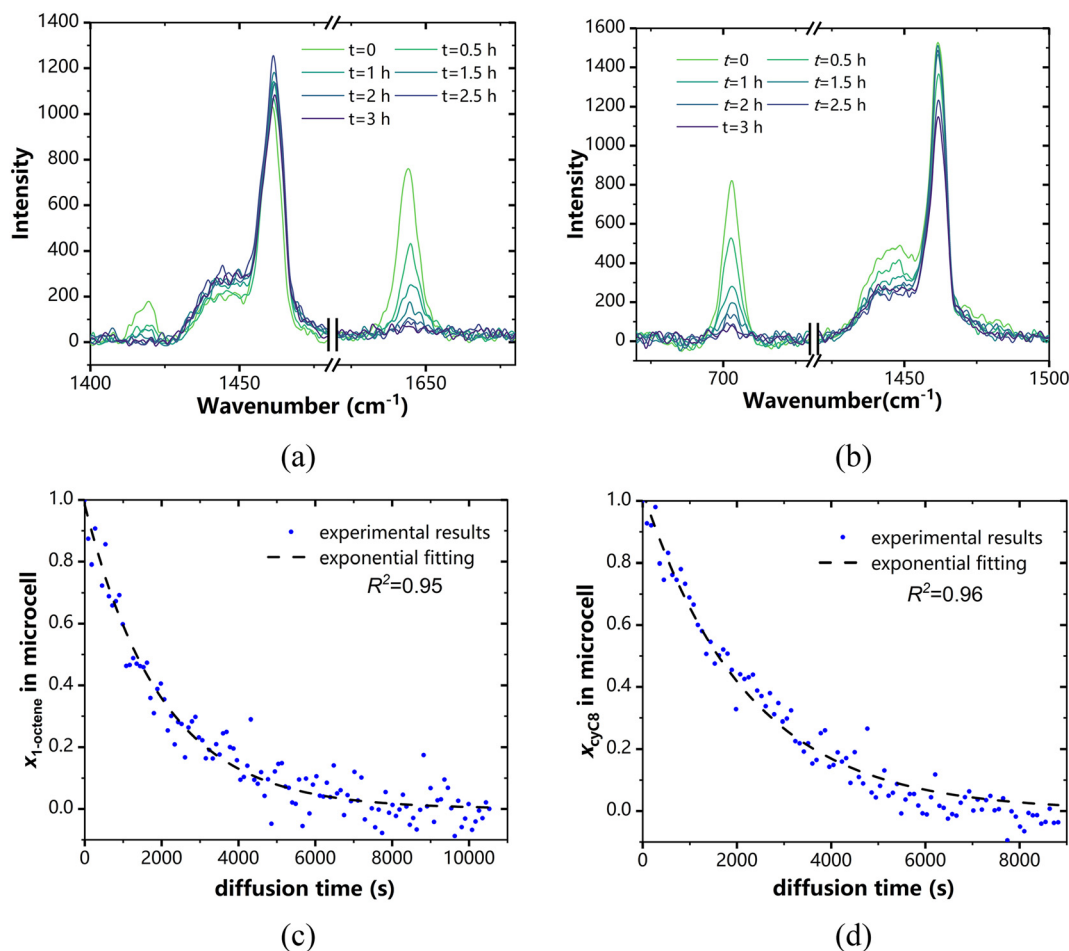 1400
1200
1000
800
600
400
200
0
Intensity
t=0 t=0.5 h
t=1 h t=1.5 h
t=2 h t=2.5 h
t=3 h
1400 1450 1650
Wavenumber (cm⁻¹)
(a)
1600
1400
1200
1000
800
600
400
200
0
Intensity
t=0 t=0.5 h
t=1 h t=1.5 h
t=2 h t=2.5 h
t=3 h
700 1450 1500
Wavenumber(cm⁻¹)
(b)
1.0
0.8
0.6
0.4
0.2
0.0
x1-octene in microcell
experimental results
exponential fitting
R²=0.95
0 2000 4000 6000 8000 10000
diffusion time (s)
(c)
1.0
0.8
0.6
0.4
0.2
0.0
xcyC8 in microcell
experimental results
exponential fitting
R²=0.96
0 2000 4000 6000 8000
diffusion time (s)
(d)